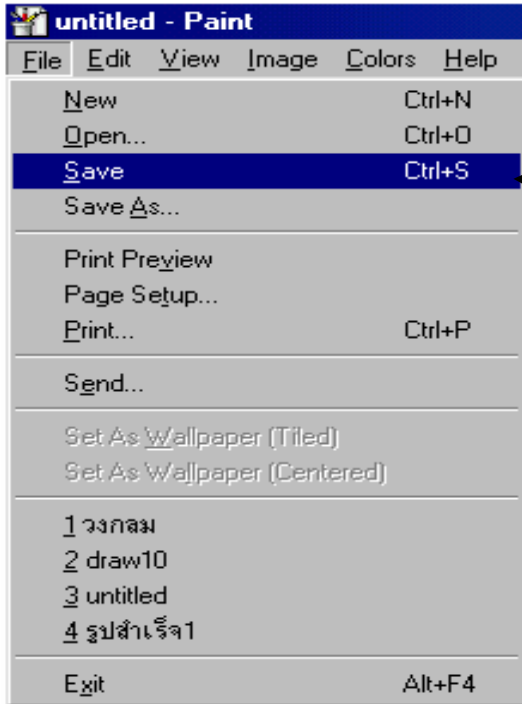 untitled - Paint
File Edit View Image Colors Help
New Ctrl+N
Open... Ctrl+O
Save Ctrl+S
Save As...
Print Preview
Page Setup...
Print... Ctrl+P
Send...
Set As Wallpaper (Tiled)
Set As Wallpaper (Centered)
1 วงกลม
2 draw10
3 untitled
4 รูปสำเร็จ1
Exit Alt+F4